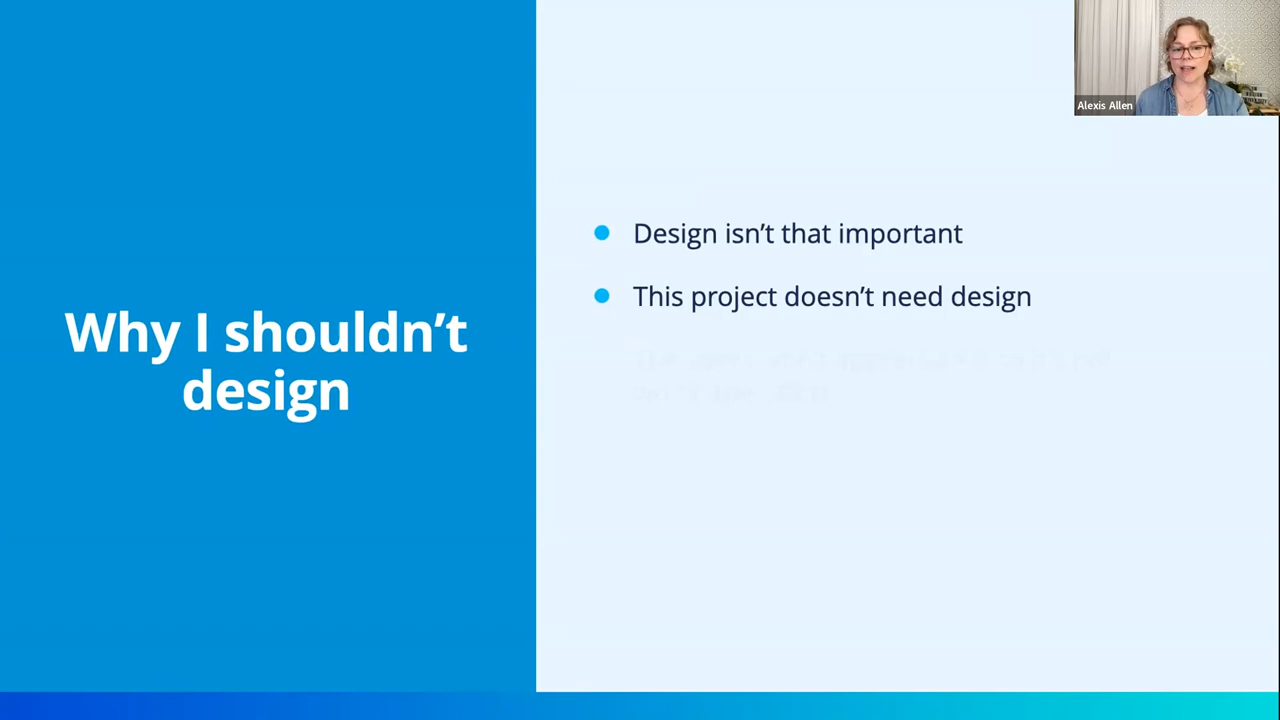 Alexis Allen
Design isn't that important
This project doesn't need design
Why I shouldn't
design